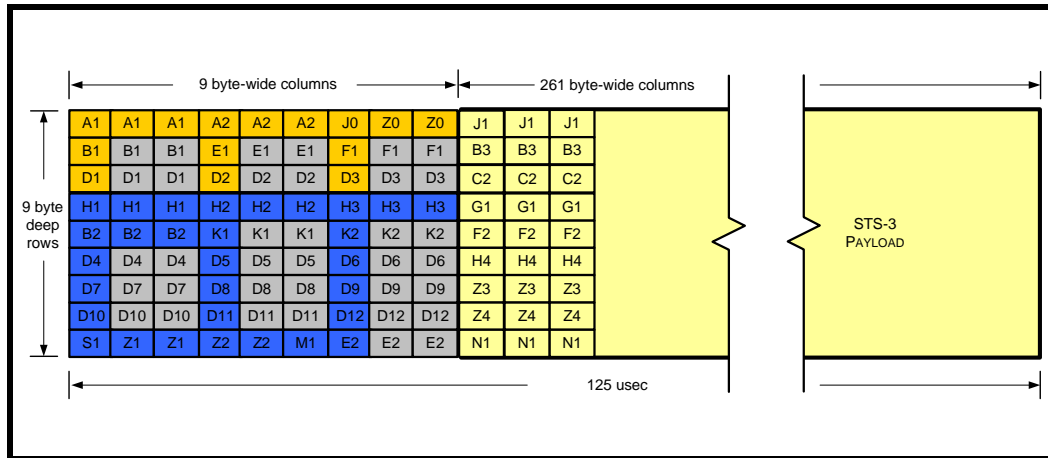 9 byte-wide columns 261 byte-wide columns
A1 A1 A1 A2 A2 A2 J0 Z0 Z0 J1 J1 J1
B1 B1 B1 E1 E1 E1 F1 F1 F1 B3 B3 B3
D1 D1 D1 D2 D2 D2 D3 D3 D3 C2 C2 C2
H1 H1 H1 H2 H2 H2 H3 H3 H3 G1 G1 G1
B2 B2 B2 K1 K1 K1 K2 K2 K2 F2 F2 F2
D4 D4 D4 D5 D5 D5 D6 D6 D6 H4 H4 H4
D7 D7 D7 D8 D8 D8 D9 D9 D9 Z3 Z3 Z3
D10 D10 D10 D11 D11 D11 D12 D12 D12 Z4 Z4 Z4
S1 Z1 Z1 Z2 Z2 M1 E2 E2 E2 N1 N1 N1
9 byte
deep
rows
STS-3
PAYLOAD
125 usec